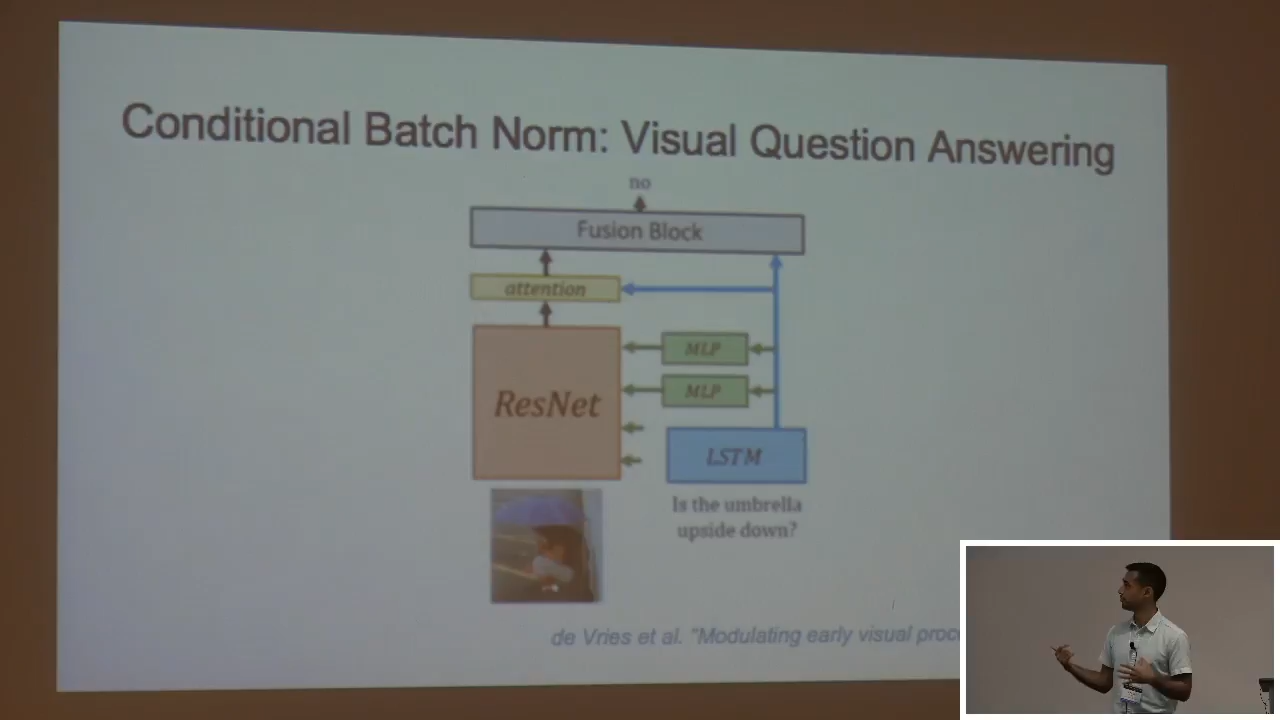 Conditional Batch Norm: Visual Question Answering
no
Fusion Block
attention
MLP
MLP
ResNet
LSTM
Is the umbrella
upside down?
de Vries et al. "Modulating early visual